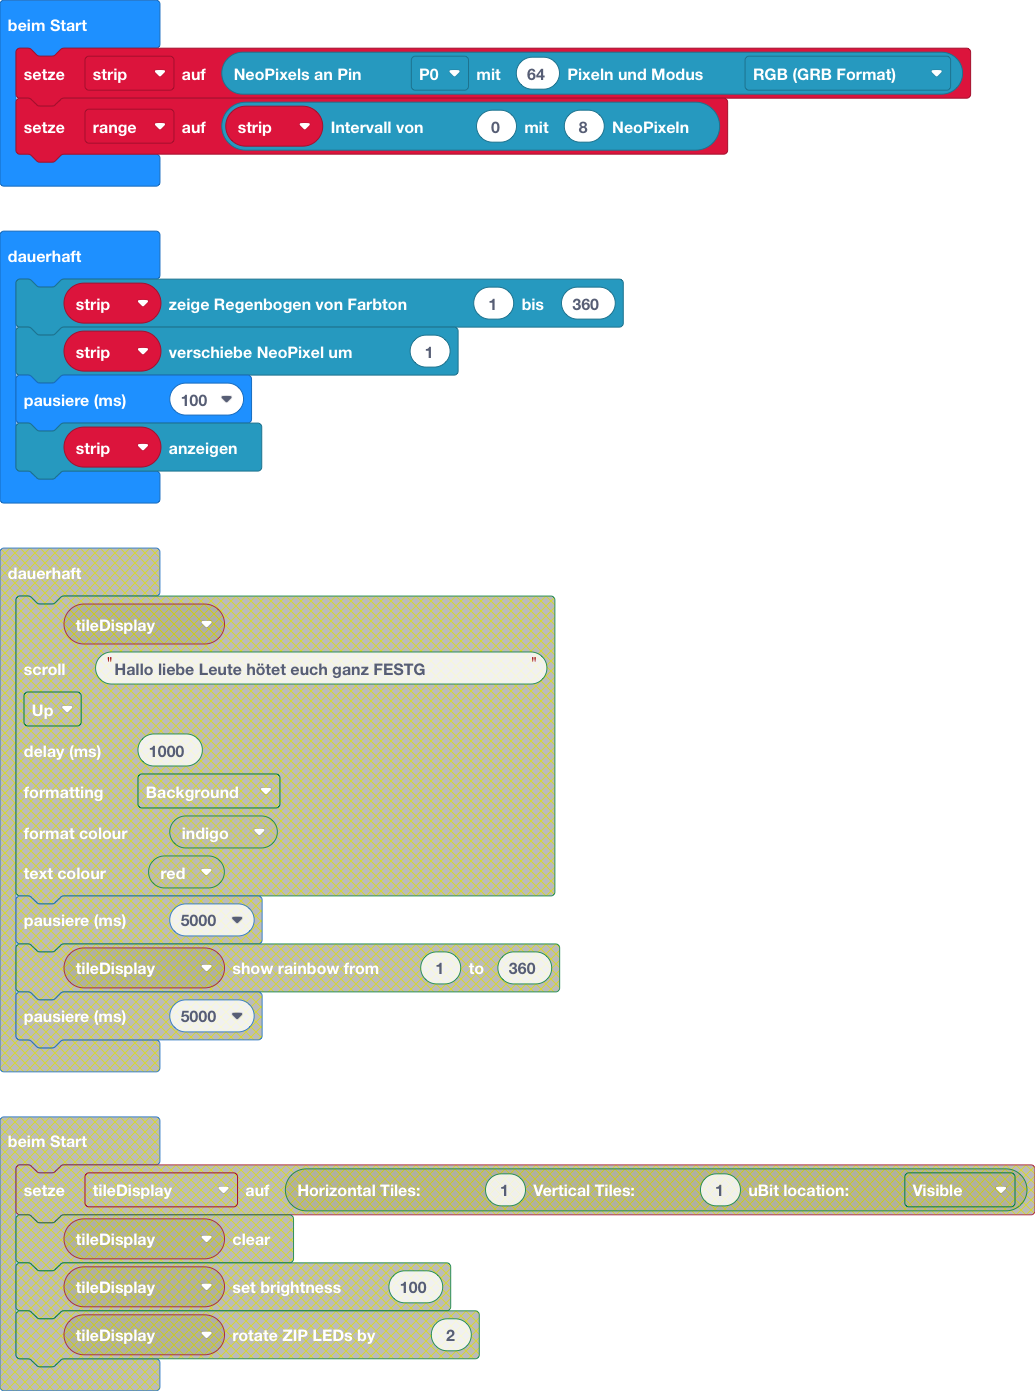 beim Start
setze strip auf NeoPixels an Pin P0 mit 64 Pixeln und Modus RGB (GRB Format)
setze range auf strip Intervall von 0 mit 8 NeoPixeln
dauerhaft
strip zeige Regenbogen von Farbton 1 bis 360
strip verschiebe NeoPixel um 1
pausiere (ms) 100
strip anzeigen
dauerhaft
tileDisplay
scroll "Hallo liebe Leute hötet euch ganz FESTG"
Up
delay (ms) 1000
formatting Background
format colour indigo
text colour red
pausiere (ms) 5000
tileDisplay show rainbow from 1 to 360
pausiere (ms) 5000
beim Start
setze tileDisplay auf Horizontal Tiles: 1 Vertical Tiles: 1 uBit location: Visible
tileDisplay clear
tileDisplay set brightness 100
tileDisplay rotate ZIP LEDs by 2